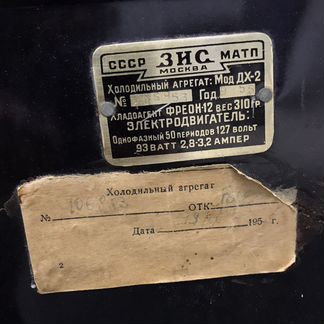 СССР ЗИС МАТП
МОСКВА
ХОЛОДИЛЬНЫЙ АГРЕГАТ: МОД ДХ-2
№ ГОД
ХЛАДОАГЕНТ ФРЕОН-12 ВЕС 310 ГР.
ЭЛЕКТРОДВИГАТЕЛЬ:
ОДНОФАЗНЫЙ 50 ПЕРИОДОВ 127 ВОЛЬТ
93 ВАТТ 2,8-3,2 АМПЕР
Холодильный агрегат
№ ОТК
Дата 195 г.
2